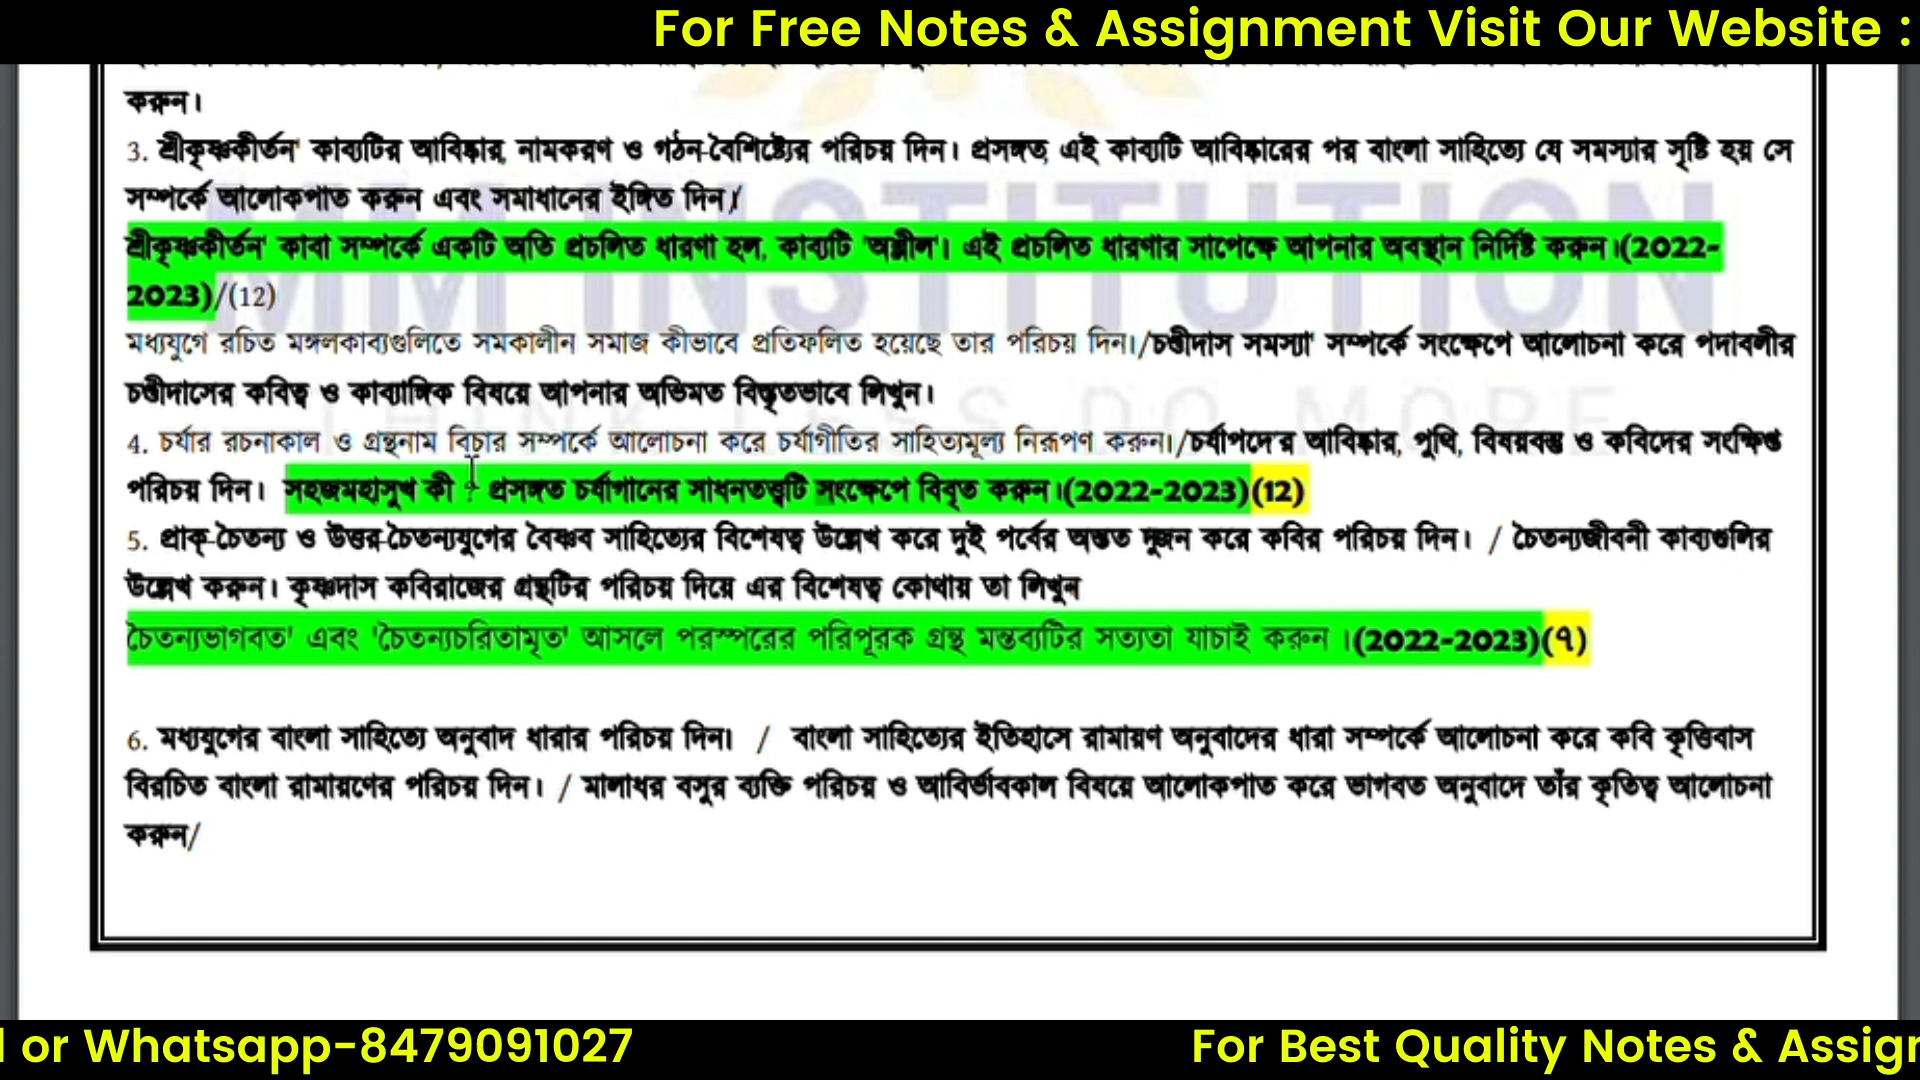 For Free Notes & Assignment Visit Our Website :
করুন।
3. শ্রীকৃষ্ণকীর্তন' কাব্যটির আবিষ্কার, নামকরণ ও গঠন-বৈশিষ্ট্যের পরিচয় দিন। প্রসঙ্গত, এই কাব্যটি আবিষ্কারের পর বাংলা সাহিত্যে যে সমস্যার সৃষ্টি হয় সে
সম্পর্কে আলোকপাত করুন এবং সমাধানের ইঙ্গিত দিন।/
শ্রীকৃষ্ণকীর্তন' কাবা সম্পর্কে একটি অতি প্রচলিত ধারণা হল, কাব্যটি 'অশ্লীল'। এই প্রচলিত ধারণার সাপেক্ষে আপনার অবস্থান নির্দিষ্ট করুন।(2022-
2023)/(12)
মধ্যযুগে রচিত মঙ্গলকাব্যগুলিতে সমকালীন সমাজ কীভাবে প্রতিফলিত হয়েছে তার পরিচয় দিন।/চণ্ডীদাস সমস্যা' সম্পর্কে সংক্ষেপে আলোচনা করে পদাবলীর
চণ্ডীদাসের কবিত্ব ও কাব্যাঙ্গিক বিষয়ে আপনার অভিমত বিস্তৃতভাবে লিখুন।
4. চর্যার রচনাকাল ও গ্রন্থনাম বিচার সম্পর্কে আলোচনা করে চর্যাগীতির সাহিত্যমূল্য নিরূপণ করুন।/চর্যাপদের আবিষ্কার, পুথি, বিষয়বস্তু ও কবিদের সংক্ষিপ্ত
পরিচয় দিন। সহজমহাসুখ কী ? প্রসঙ্গত চর্যাগানের সাধনতত্ত্বটি সংক্ষেপে বিবৃত করুন।(2022-2023)(12)
5. প্রাক্-চৈতন্য ও উত্তর-চৈতন্যযুগের বৈষ্ণব সাহিত্যের বিশেষত্ব উল্লেখ করে দুই পর্বের অন্তত দুজন করে কবির পরিচয় দিন। / চৈতন্যজীবনী কাব্যগুলির
উল্লেখ করুন। কৃষ্ণদাস কবিরাজের গ্রন্থটির পরিচয় দিয়ে এর বিশেষত্ব কোথায় তা লিখুন
চৈতন্যভাগবত' এবং 'চৈতন্যচরিতামৃত' আসলে পরস্পরের পরিপূরক গ্রন্থ মন্তব্যটির সত্যতা যাচাই করুন ।(2022-2023)(৭)
6. মধ্যযুগের বাংলা সাহিত্যে অনুবাদ ধারার পরিচয় দিন। / বাংলা সাহিত্যের ইতিহাসে রামায়ণ অনুবাদের ধারা সম্পর্কে আলোচনা করে কবি কৃত্তিবাস
বিরচিত বাংলা রামায়ণের পরিচয় দিন। / মালাধর বসুর ব্যক্তি পরিচয় ও আবির্ভাবকাল বিষয়ে আলোকপাত করে ভাগবত অনুবাদে তাঁর কৃতিত্ব আলোচনা
করুন/
MM INSTITUTION
THINK LESS DO MORE
or Whatsapp-8479091027
For Best Quality Notes & Assign